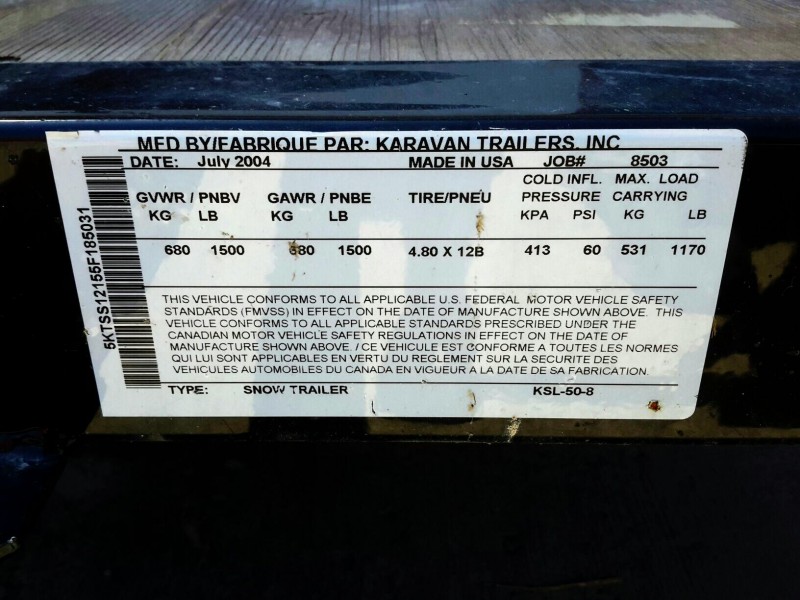 MFD BY/FABRIQUE PAR: KARAVAN TRAILERS, INC
DATE: July 2004 MADE IN USA JOB# 8503
COLD INFL. MAX. LOAD
GVWR / PNBV GAWR / PNBE TIRE/PNEU PRESSURE CARRYING
KG LB KG LB KPA PSI KG LB
680 1500 680 1500 4.80 X 12B 413 60 531 1170
THIS VEHICLE CONFORMS TO ALL APPLICABLE U.S. FEDERAL MOTOR VEHICLE SAFETY
STANDARDS (FMVSS) IN EFFECT ON THE DATE OF MANUFACTURE SHOWN ABOVE. THIS
VEHICLE CONFORMS TO ALL APPLICABLE STANDARDS PRESCRIBED UNDER THE
CANADIAN MOTOR VEHICLE SAFETY REGULATIONS IN EFFECT ON THE DATE OF
MANUFACTURE SHOWN ABOVE. / CE VEHICULE EST CONFORME A TOUTES LES NORMES
QUI LUI SONT APPLICABLES EN VERTU DU REGLEMENT SUR LA SECURITE DES
VEHICULES AUTOMOBILES DU CANADA EN VIGUEUR A LA DATE DE SA FABRICATION.
TYPE: SNOW TRAILER KSL-50-8
5KTSS12155F185031